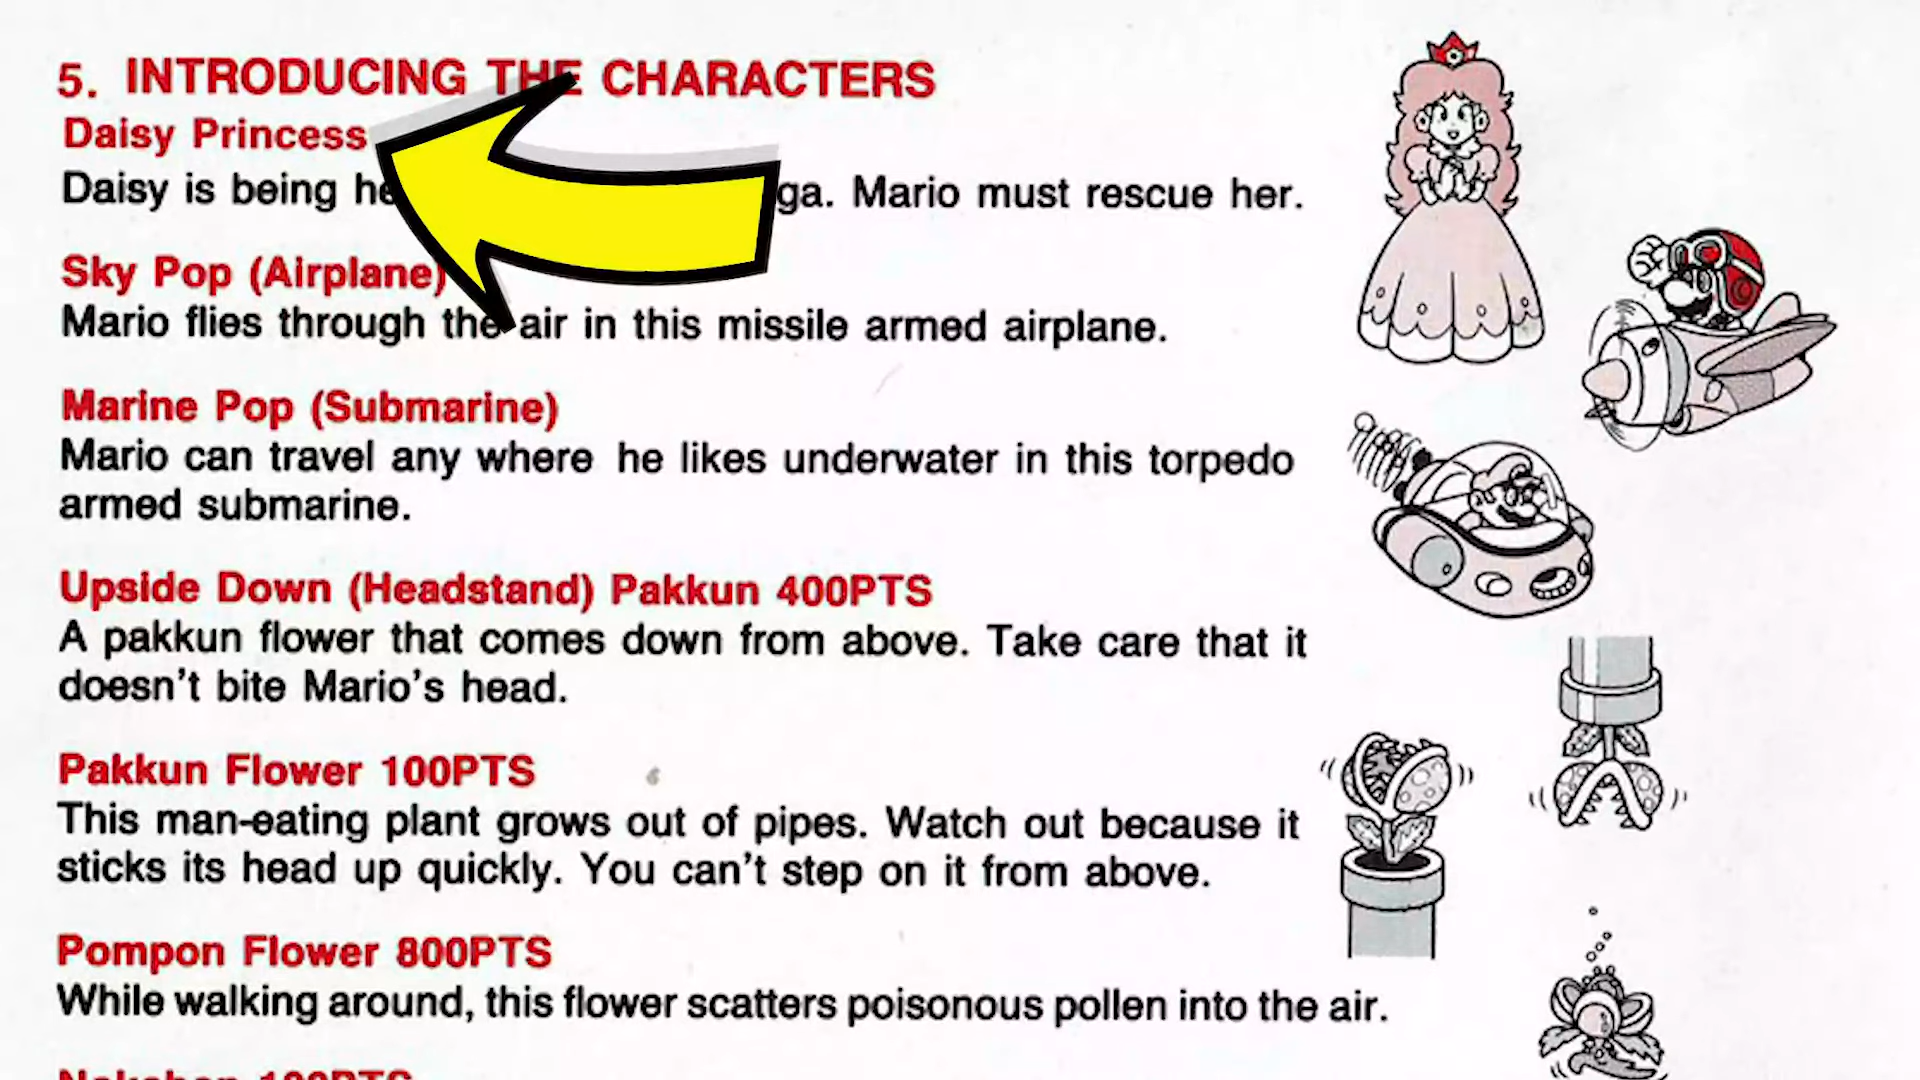 5. INTRODUCING THE CHARACTERS
Daisy Princess
Daisy is being ga. Mario must rescue her.
Sky Pop (Airplane)
Mario flies through the air in this missile armed airplane.
Marine Pop (Submarine)
Mario can travel any where he likes underwater in this torpedo
armed submarine.
Upside Down (Headstand) Pakkun 400PTS
A pakkun flower that comes down from above. Take care that it
doesn't bite Mario's head.
Pakkun Flower 100PTS
This man-eating plant grows out of pipes. Watch out because it
sticks its head up quickly. You can't step on it from above.
Pompon Flower 800PTS
While walking around, this flower scatters poisonous pollen into the air.